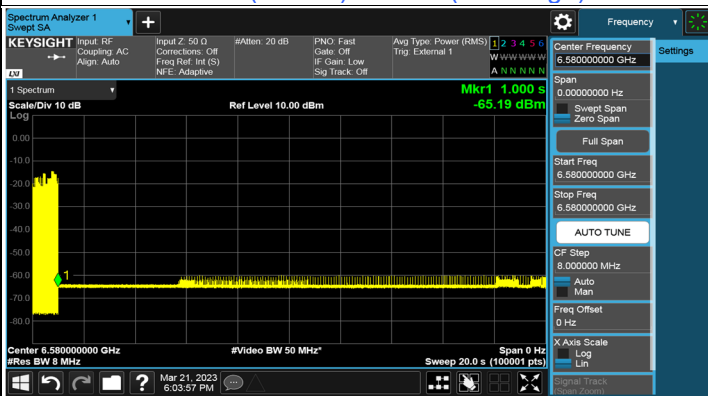 Spectrum Analyzer 1
Swept SA
Frequency
KEYSIGHT
Input: RF
Coupling: AC
Align: Auto
Input Z: 50 Ω
Corrections: Off
Freq Ref: Int (S)
NFE: Adaptive
#Atten: 20 dB
PNO: Fast
Gate: Off
IF Gain: Low
Sig Track: Off
Avg Type: Power (RMS)
Trig: External 1
1 2 3 4 5 6
W W W W W W
A N N N N N
LXI
1 Spectrum
Scale/Div 10 dB
Ref Level 10.00 dBm
Mkr1 1.000 s
-65.19 dBm
Log
0.00
-10.0
-20.0
-30.0
-40.0
-50.0
-60.0
-70.0
-80.0
1
Center 6.580000000 GHz
#Video BW 50 MHz*
Span 0 Hz
#Res BW 8 MHz
Sweep 20.0 s (100001 pts)
Mar 21, 2023
6:03:57 PM
Center Frequency
6.580000000 GHz
Settings
Span
0.00000000 Hz
Swept Span
Zero Span
Full Span
Start Freq
6.580000000 GHz
Stop Freq
6.580000000 GHz
AUTO TUNE
CF Step
8.000000 MHz
Auto
Man
Freq Offset
0 Hz
X Axis Scale
Log
Lin
Signal Track
(Span Zoom)